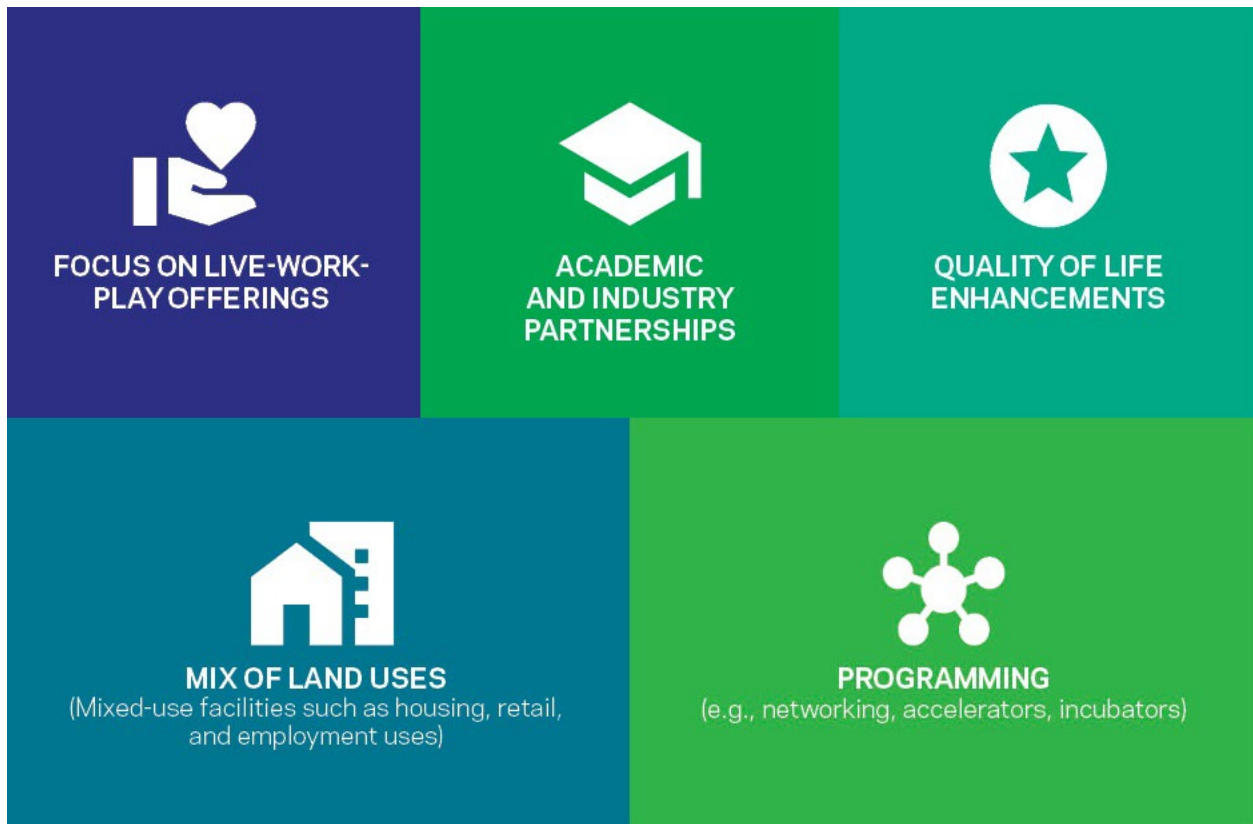 FOCUS ON LIVE-WORK-
PLAY OFFERINGS
ACADEMIC
AND INDUSTRY
PARTNERSHIPS
QUALITY OF LIFE
ENHANCEMENTS
MIX OF LAND USES
(Mixed-use facilities such as housing, retail,
and employment uses)
PROGRAMMING
(e.g., networking, accelerators, incubators)